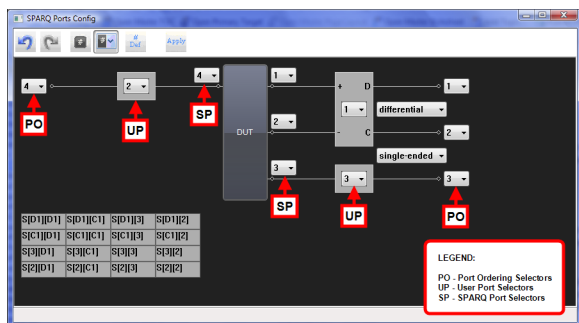 SPARQ Ports Config
# # # Def Apply
4 2 4 1 + D 1
PO UP SP 1 differential
DUT 2 - C 2
single-ended
3 3 3
SP UP PO
S[D1][D1] S[D1][C1] S[D1][3] S[D1][2]
S[C1][D1] S[C1][C1] S[C1][3] S[C1][2]
S[3][D1] S[3][C1] S[3][3] S[3][2]
S[2][D1] S[2][C1] S[2][3] S[2][2]
LEGEND:
PO - Port Ordering Selectors
UP - User Port Selectors
SP - SPARQ Port Selectors